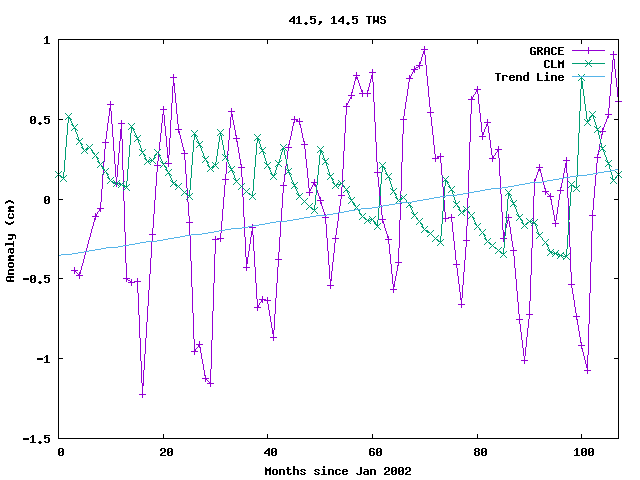 41.5, 14.5 TWS
GRACE
CLM
Trend Line
1
0.5
0
-0.5
-1
-1.5
Anomaly (cm)
0 20 40 60 80 100
Months since Jan 2002